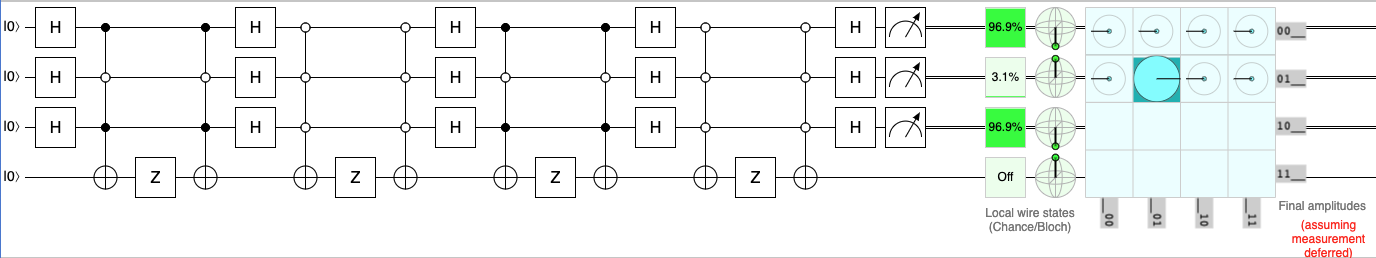 |0⟩ H H H H H 96.9% 00__
|0⟩ H H H H H 3.1% 01__
|0⟩ H H H H H 96.9% 10__
|0⟩ Z Z Z Z Off 11__
__00 __01 __10 __11
Local wire states
(Chance/Bloch)
Final amplitudes
(assuming
measurement
deferred)